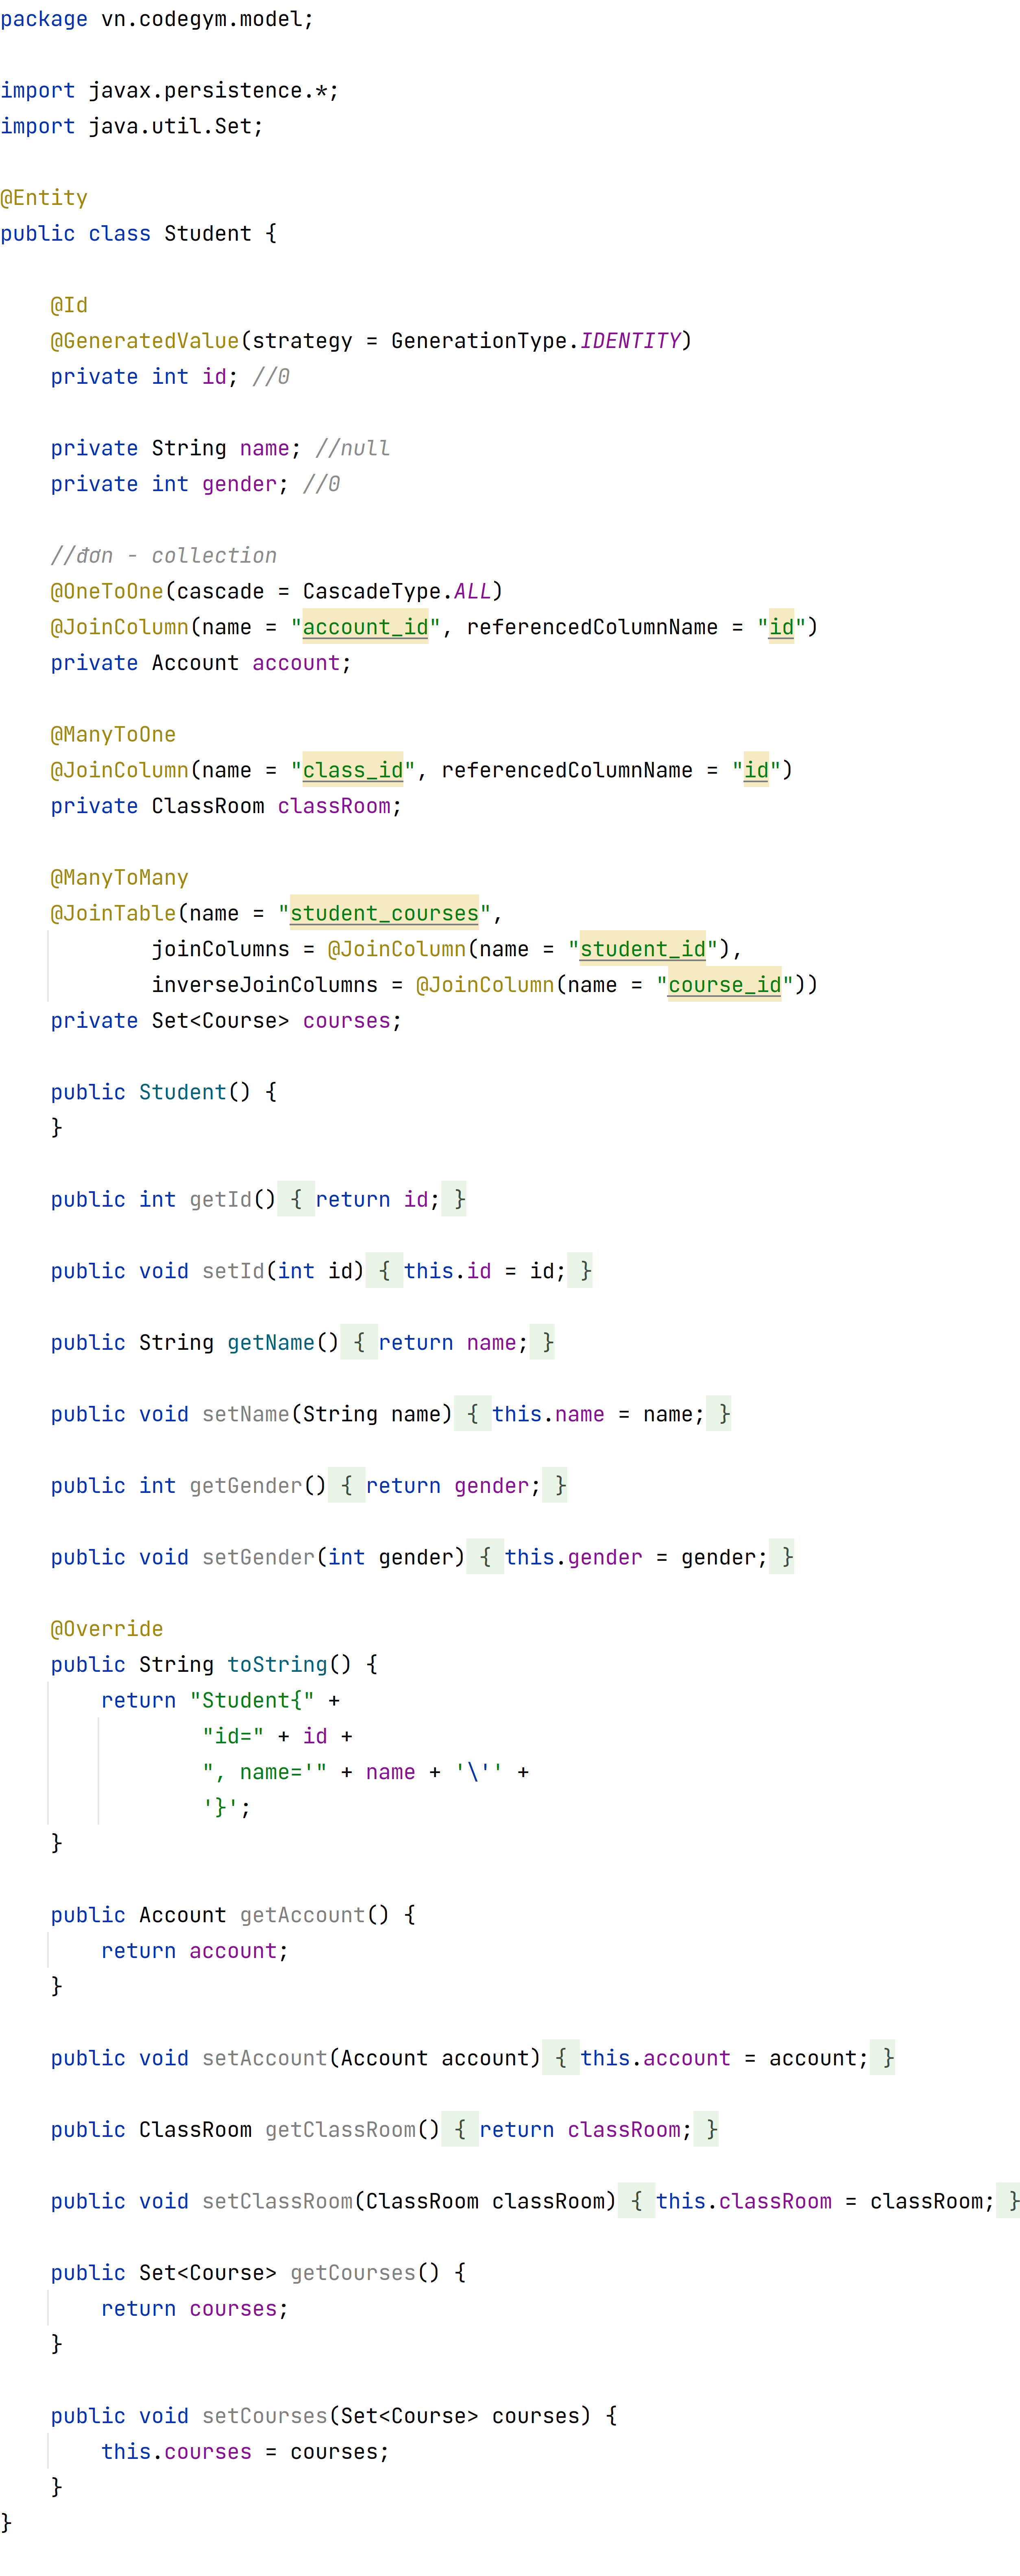 package vn.codegym.model;

import javax.persistence.*;
import java.util.Set;

@Entity
public class Student {

    @Id
    @GeneratedValue(strategy = GenerationType.IDENTITY)
    private int id; //0

    private String name; //null
    private int gender; //0

    //đơn - collection
    @OneToOne(cascade = CascadeType.ALL)
    @JoinColumn(name = "account_id", referencedColumnName = "id")
    private Account account;

    @ManyToOne
    @JoinColumn(name = "class_id", referencedColumnName = "id")
    private ClassRoom classRoom;

    @ManyToMany
    @JoinTable(name = "student_courses",
            joinColumns = @JoinColumn(name = "student_id"),
            inverseJoinColumns = @JoinColumn(name = "course_id"))
    private Set<Course> courses;

    public Student() {
    }

    public int getId() { return id; }

    public void setId(int id) { this.id = id; }

    public String getName() { return name; }

    public void setName(String name) { this.name = name; }

    public int getGender() { return gender; }

    public void setGender(int gender) { this.gender = gender; }

    @Override
    public String toString() {
        return "Student{" +
                "id=" + id +
                ", name='" + name + '\'' +
                '}';
    }

    public Account getAccount() {
        return account;
    }

    public void setAccount(Account account) { this.account = account; }

    public ClassRoom getClassRoom() { return classRoom; }

    public void setClassRoom(ClassRoom classRoom) { this.classRoom = classRoom; }

    public Set<Course> getCourses() {
        return courses;
    }

    public void setCourses(Set<Course> courses) {
        this.courses = courses;
    }
}